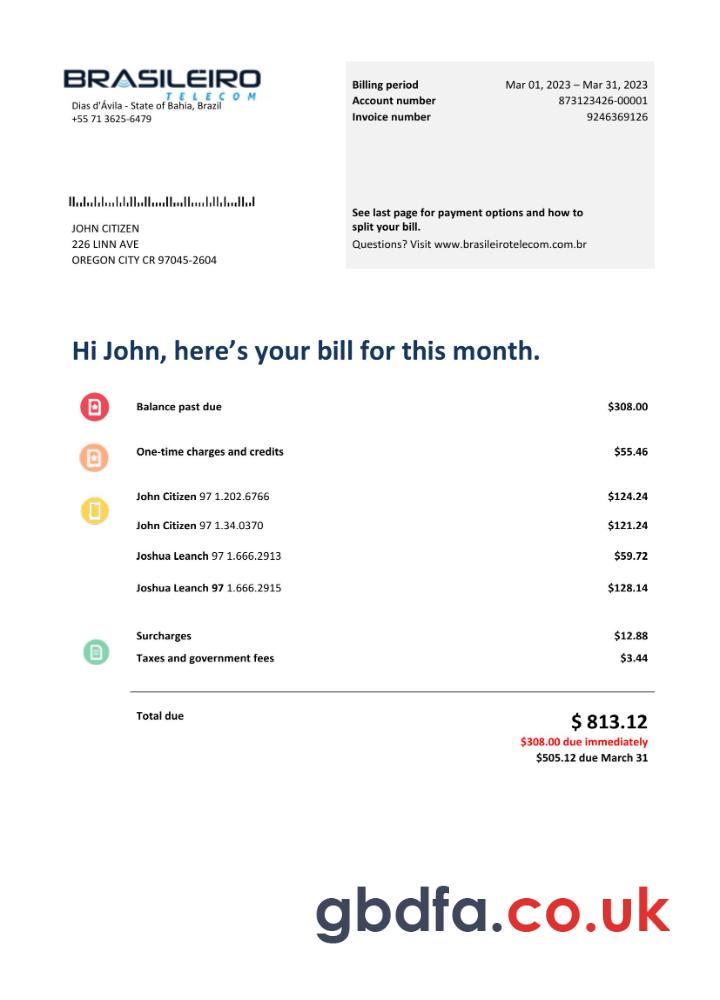 BRASILEIRO
TELECOM
Dias d'Ávila - State of Bahia, Brazil
+55 71 3625-6479
Billing period Mar 01, 2023 – Mar 31, 2023
Account number 873123426-00001
Invoice number 9246369126
See last page for payment options and how to
split your bill.
Questions? Visit www.brasileirotelecom.com.br
JOHN CITIZEN
226 LINN AVE
OREGON CITY CR 97045-2604
Hi John, here's your bill for this month.
Balance past due $308.00
One-time charges and credits $55.46
John Citizen 97 1.202.6766 $124.24
John Citizen 97 1.34.0370 $121.24
Joshua Leanch 97 1.666.2913 $59.72
Joshua Leanch 97 1.666.2915 $128.14
Surcharges $12.88
Taxes and government fees $3.44
Total due $ 813.12
$308.00 due immediately
$505.12 due March 31
gbdfa.co.uk